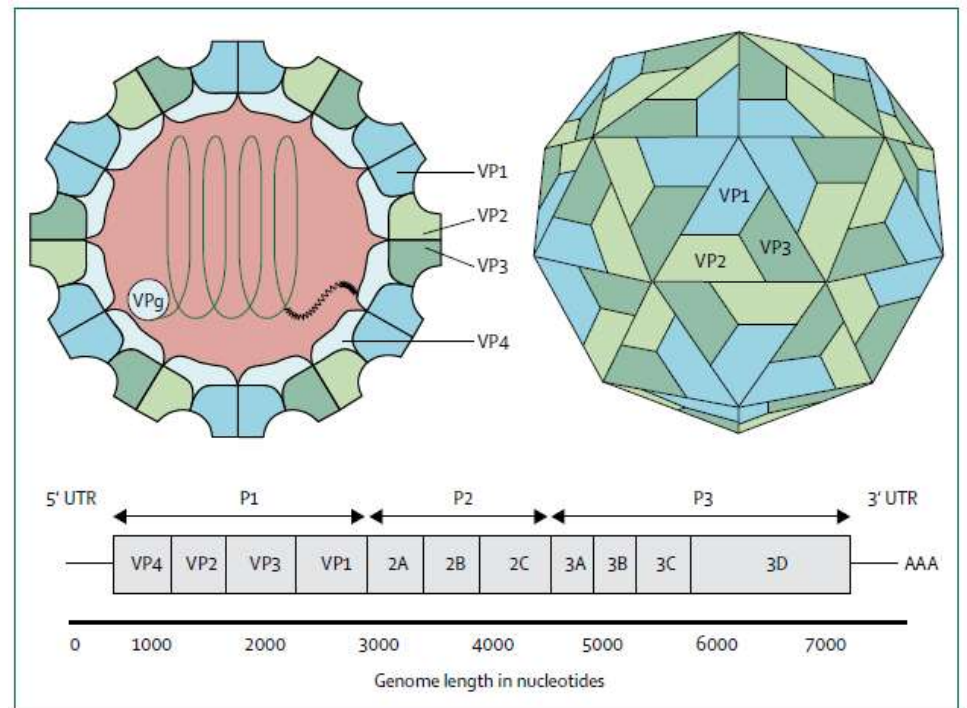 VP1
VP2
VP3
VPg
VP4
VP1
VP2
VP3
5′ UTR P1 P2 P3 3′ UTR
VP4 VP2 VP3 VP1 2A 2B 2C 3A 3B 3C 3D AAA
0 1000 2000 3000 4000 5000 6000 7000
Genome length in nucleotides